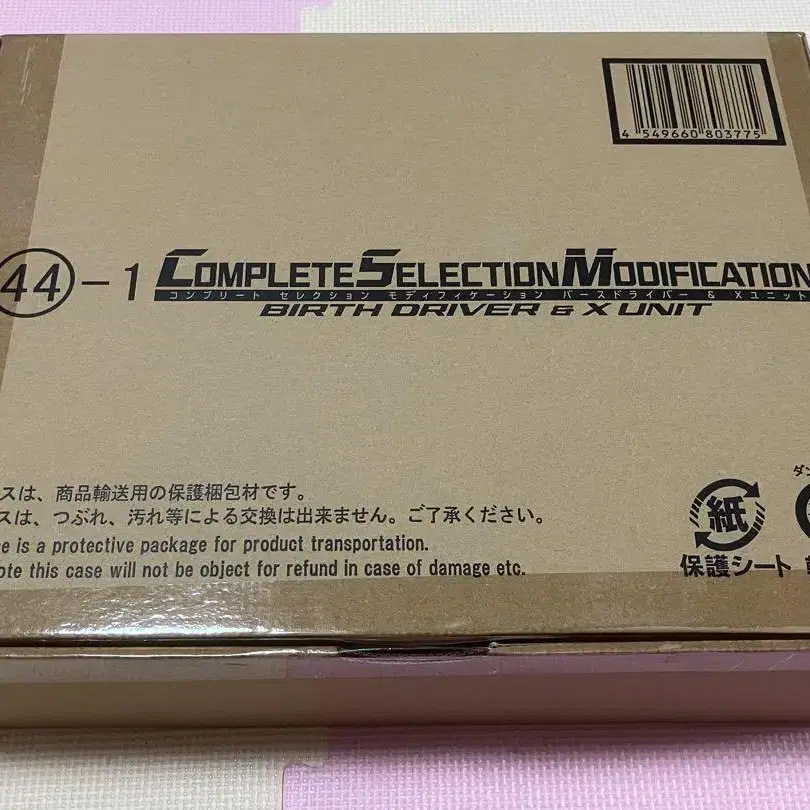 4 549660 803775
44-1 COMPLETE SELECTION MODIFICATION
コンプリート セレクション モディフィケーション バースドライバー & Xユニット
BIRTH DRIVER & X UNIT
スは、商品輸送用の保護梱包材です。
スは、つぶれ、汚れ等による交換は出来ません。ご了承ください。
e is a protective package for product transportation.
ote this case will not be object for refund in case of damage etc.
紙
保護シート
ダン